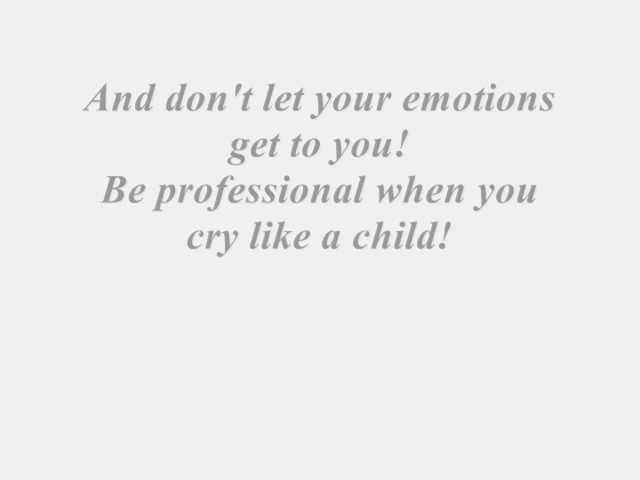 And don't let your emotions
get to you!
Be professional when you
cry like a child!